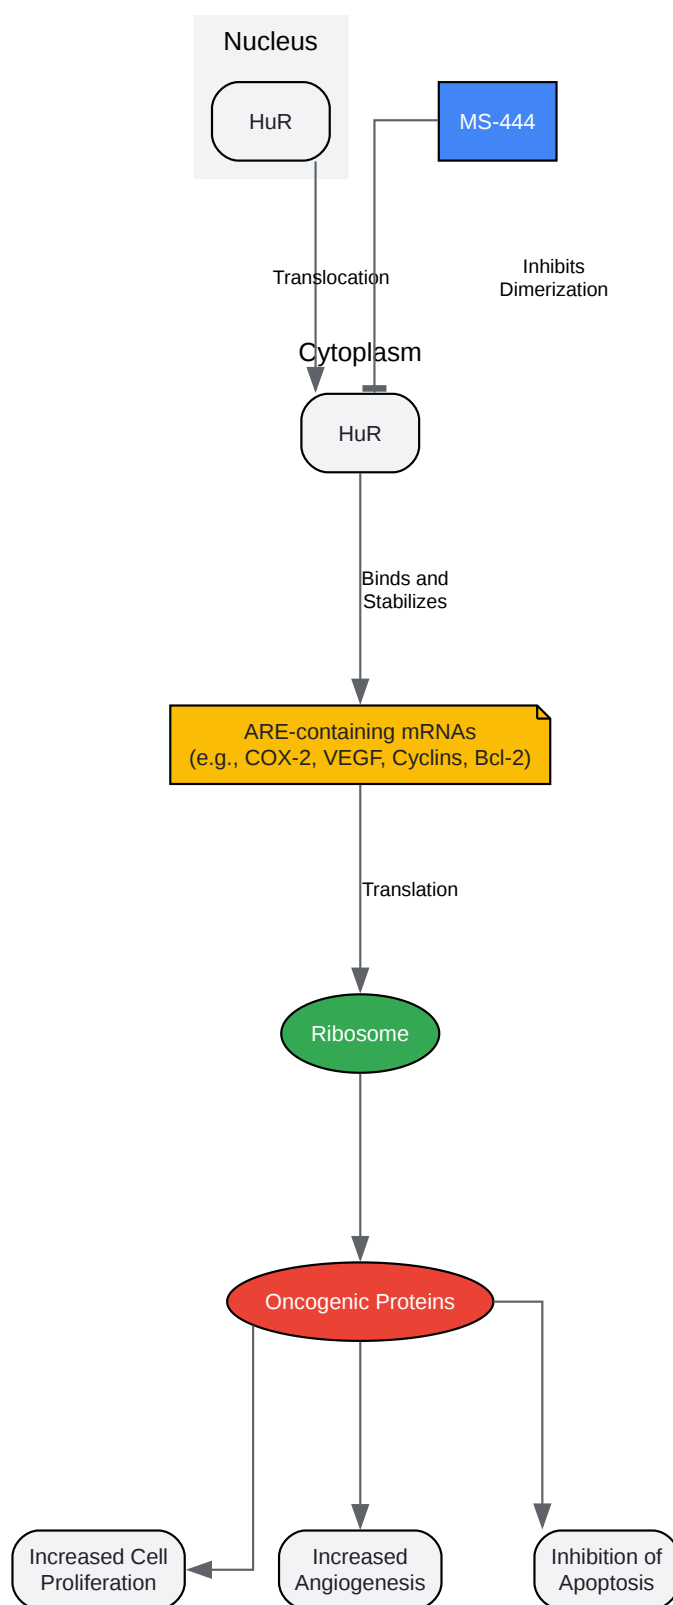 Nucleus
HuR
MS-444
Translocation
Inhibits
Dimerization
Cytoplasm
HuR
Binds and
Stabilizes
ARE-containing mRNAs
(e.g., COX-2, VEGF, Cyclins, Bcl-2)
Translation
Ribosome
Oncogenic Proteins
Increased Cell
Proliferation
Increased
Angiogenesis
Inhibition of
Apoptosis